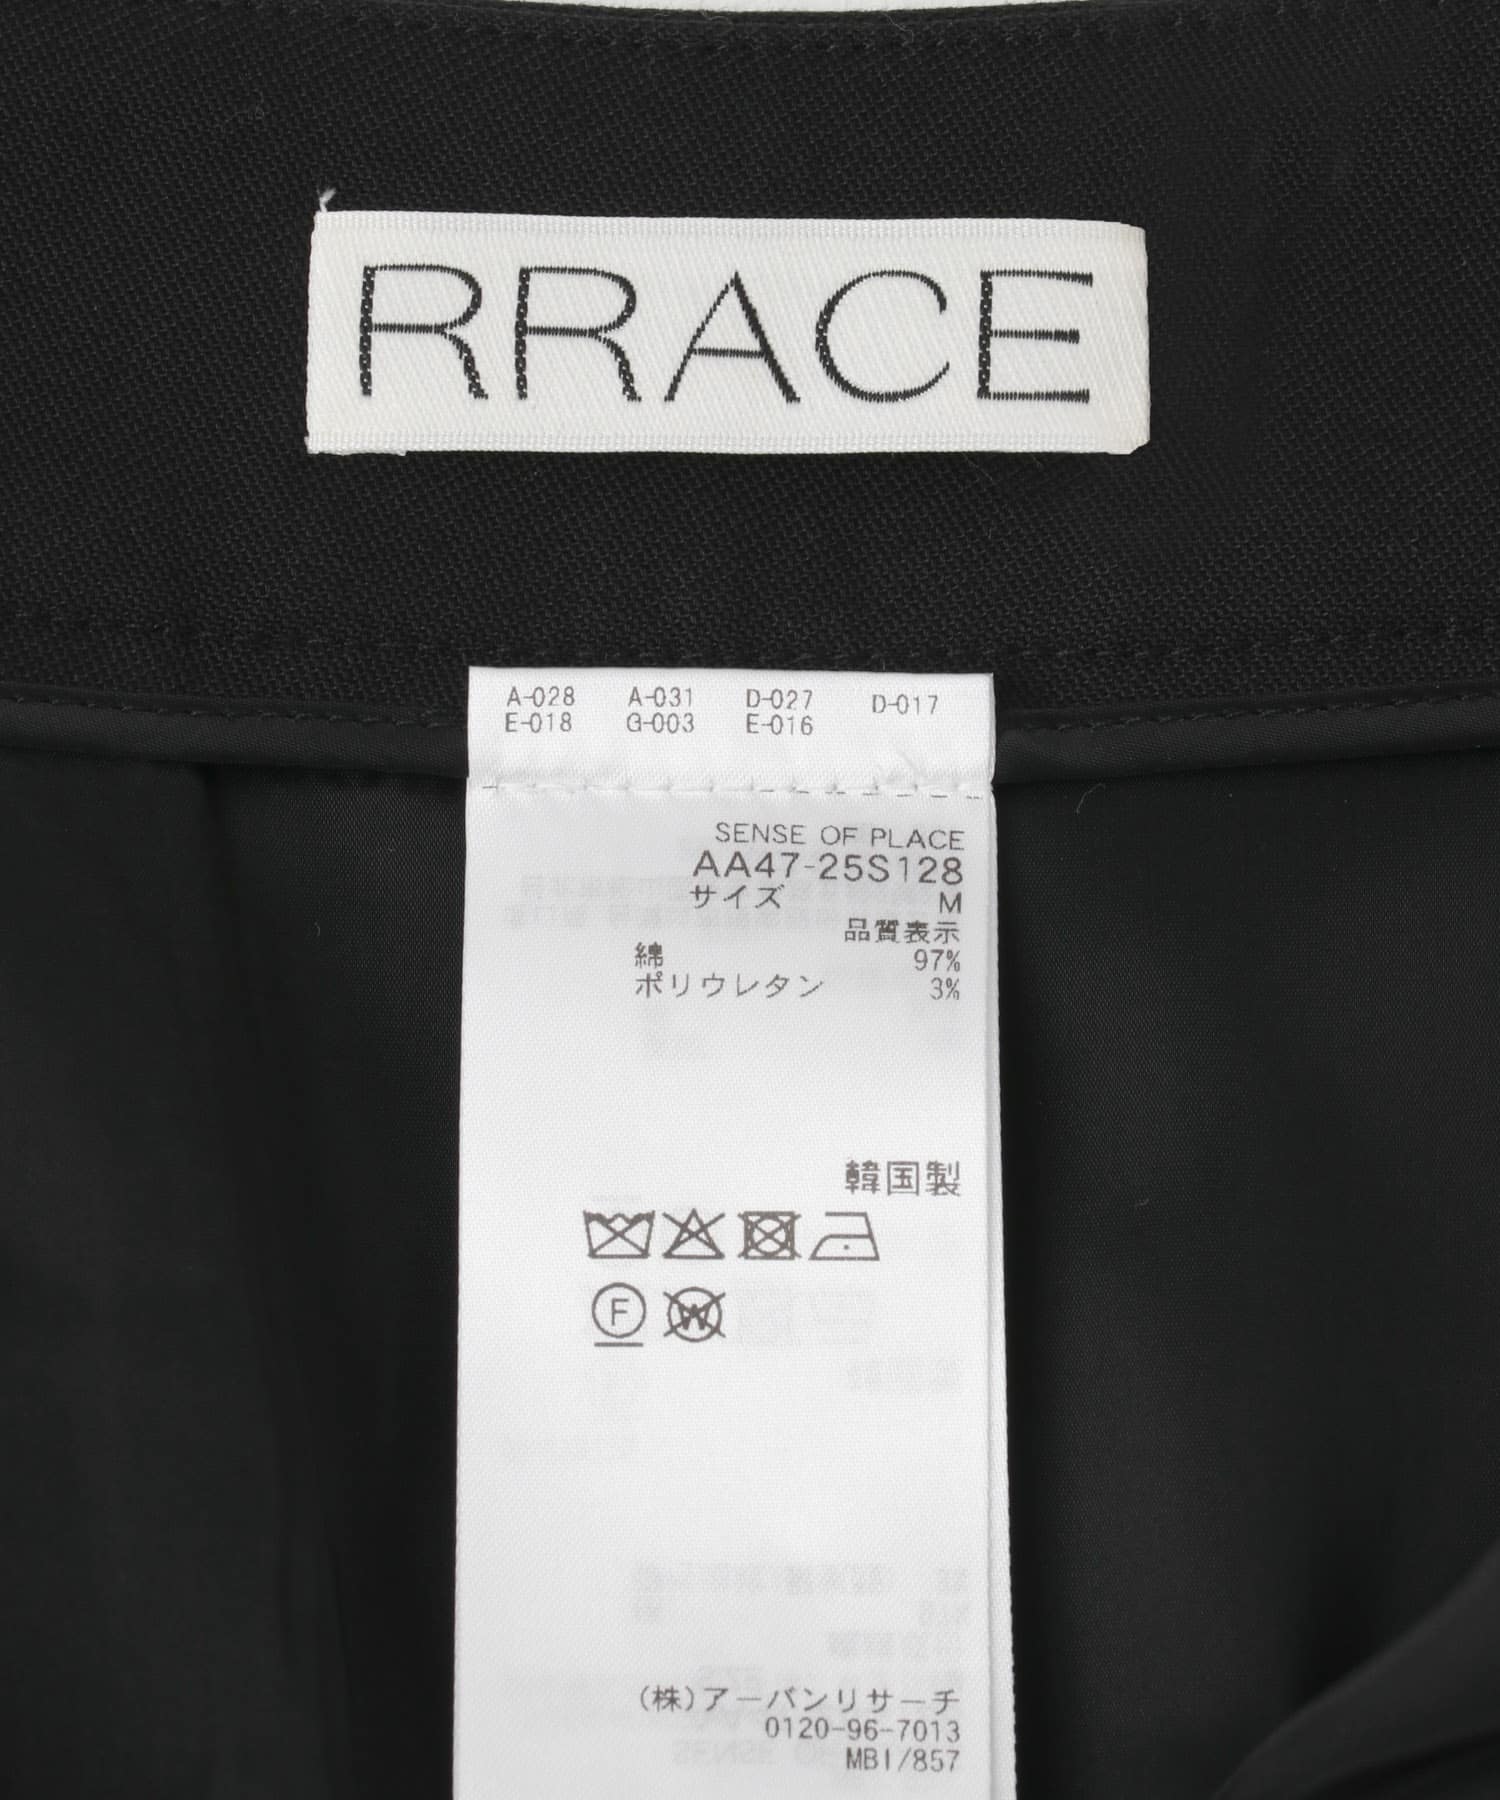 RRACE
A-028 A-031 D-027 D-017
E-018 G-003 E-016
SENSE OF PLACE
AA47-25S128
サイズ M
品質表示
綿 97%
ポリウレタン 3%
韓国製
F W
(株)アーバンリサーチ
0120-96-7013
MBI/857